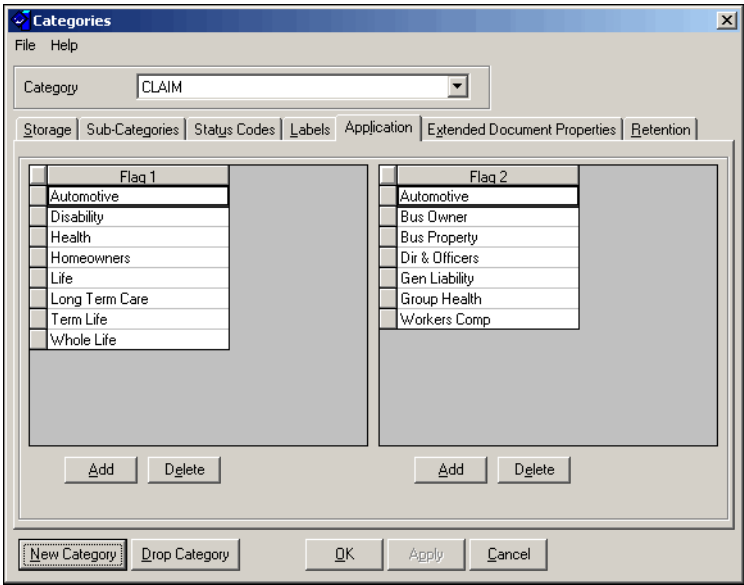 Categories
File Help
Category CLAIM
Storage Sub-Categories Status Codes Labels Application Extended Document Properties Retention
Flag 1
Automotive
Disability
Health
Homeowners
Life
Long Term Care
Term Life
Whole Life
Add Delete
Flag 2
Automotive
Bus Owner
Bus Property
Dir & Officers
Gen Liability
Group Health
Workers Comp
Add Delete
New Category Drop Category OK Apply Cancel